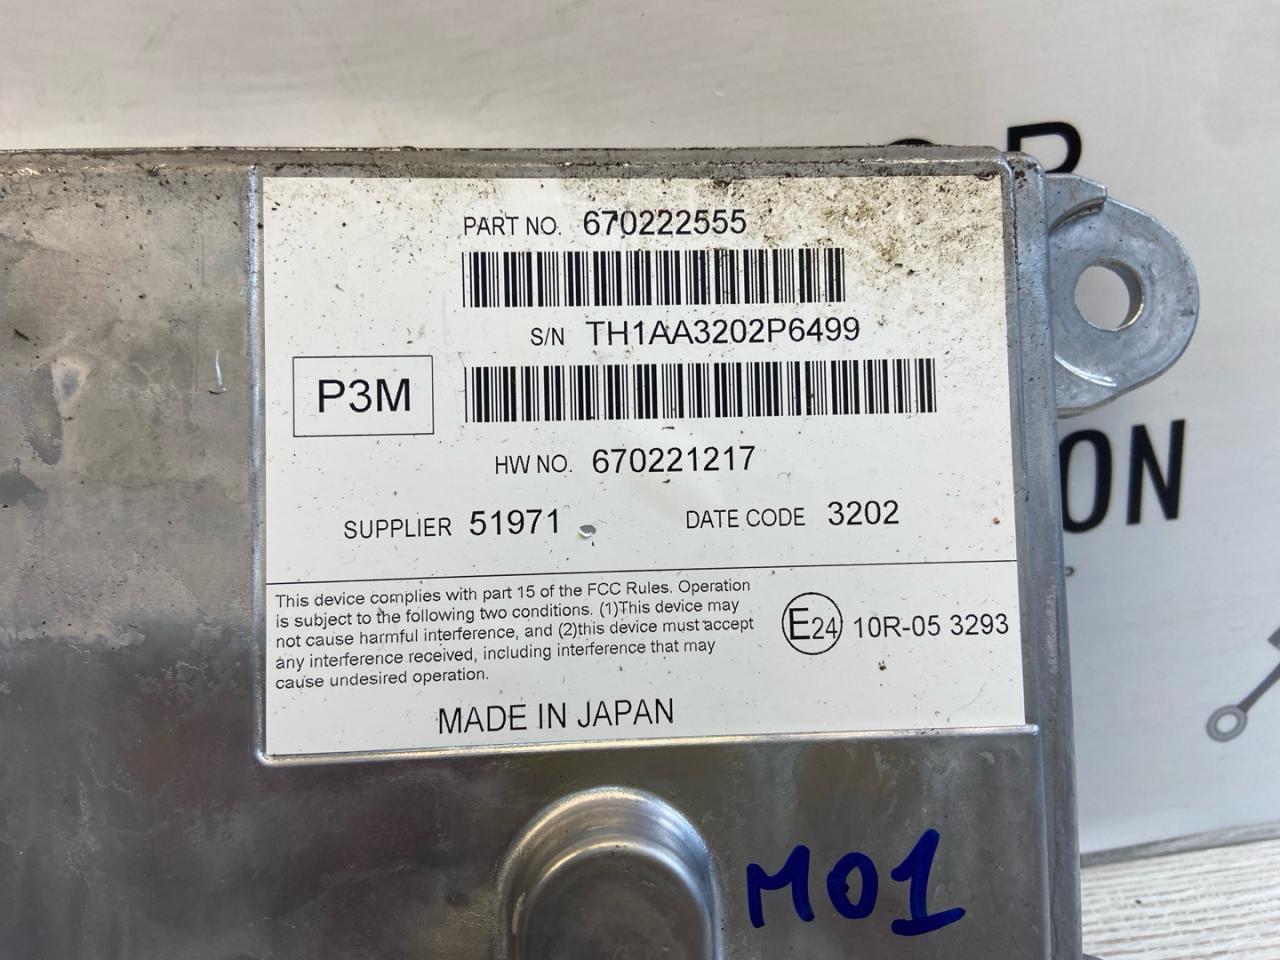 PART NO. 670222555
S/N TH1AA3202P6499
P3M
HW NO. 670221217
SUPPLIER 51971 DATE CODE 3202
This device complies with part 15 of the FCC Rules. Operation
is subject to the following two conditions. (1)This device may
not cause harmful interference, and (2)this device must accept
any interference received, including interference that may
cause undesired operation.
E24 10R-05 3293
MADE IN JAPAN
M01
ON